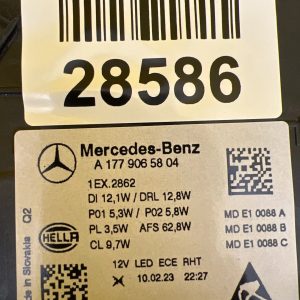 28586
Mercedes-Benz
A 177 906 58 04
1EX.2862
DI 12,1W / DRL 12,8W
P01 5,3W / P02 5,8W MD E1 0088 A
PL 3,5W AFS 62,8W MD E1 0088 B
CL 9,7W MD E1 0088 C
HELLA
12V LED ECE RHT
10.02.23 22:27
de in Slovakia Q2